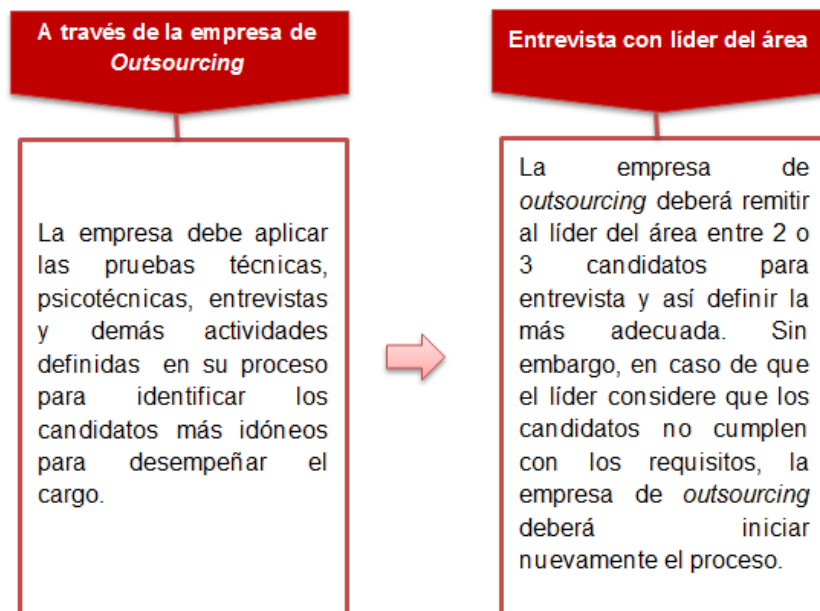 A través de la empresa de
Outsourcing
La empresa debe aplicar
las pruebas técnicas,
psicotécnicas, entrevistas
y demás actividades
definidas en su proceso
para identificar los
candidatos más idóneos
para desempeñar el
cargo.
Entrevista con líder del área
La empresa de
outsourcing deberá remitir
al líder del área entre 2 o
3 candidatos para
entrevista y así definir la
más adecuada. Sin
embargo, en caso de que
el líder considere que los
candidatos no cumplen
con los requisitos, la
empresa de outsourcing
deberá iniciar
nuevamente el proceso.